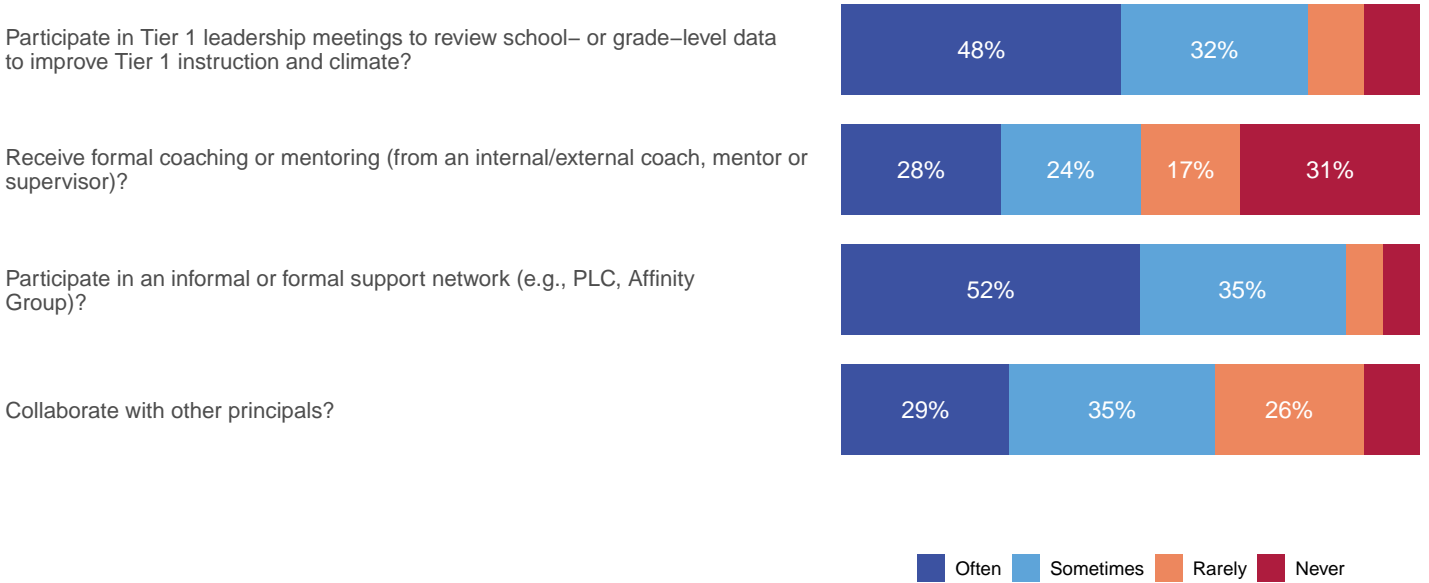 Participate in Tier 1 leadership meetings to review school− or grade−level data
to improve Tier 1 instruction and climate?
48% 32%
Receive formal coaching or mentoring (from an internal/external coach, mentor or
supervisor)?
28% 24% 17% 31%
Participate in an informal or formal support network (e.g., PLC, Affinity
Group)?
52% 35%
Collaborate with other principals?
29% 35% 26%
Often Sometimes Rarely Never